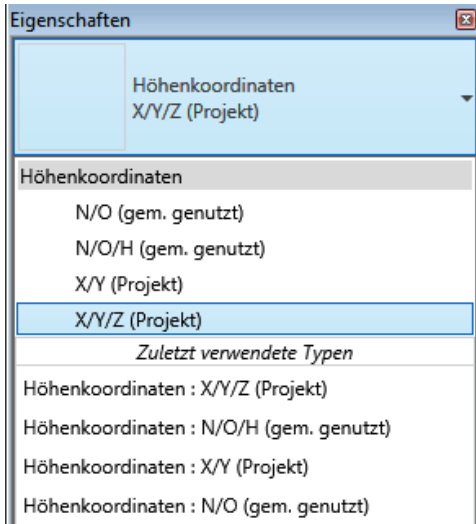 Eigenschaften
Höhenkoordinaten
X/Y/Z (Projekt)
Höhenkoordinaten
N/O (gem. genutzt)
N/O/H (gem. genutzt)
X/Y (Projekt)
X/Y/Z (Projekt)
Zuletzt verwendete Typen
Höhenkoordinaten : X/Y/Z (Projekt)
Höhenkoordinaten : N/O/H (gem. genutzt)
Höhenkoordinaten : X/Y (Projekt)
Höhenkoordinaten : N/O (gem. genutzt)